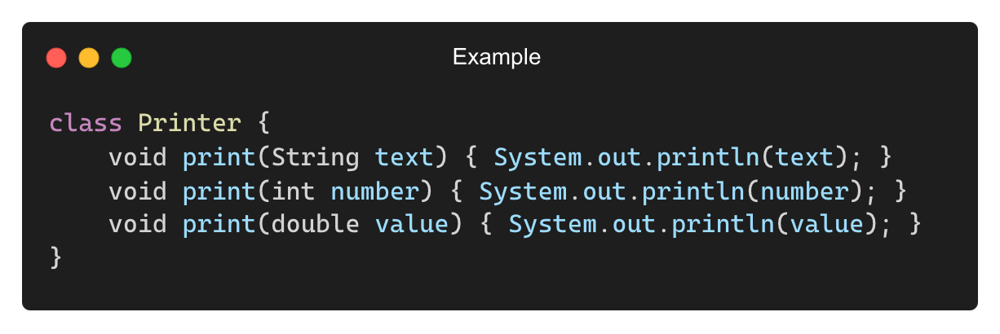 Example
class Printer {
    void print(String text) { System.out.println(text); }
    void print(int number) { System.out.println(number); }
    void print(double value) { System.out.println(value); }
}